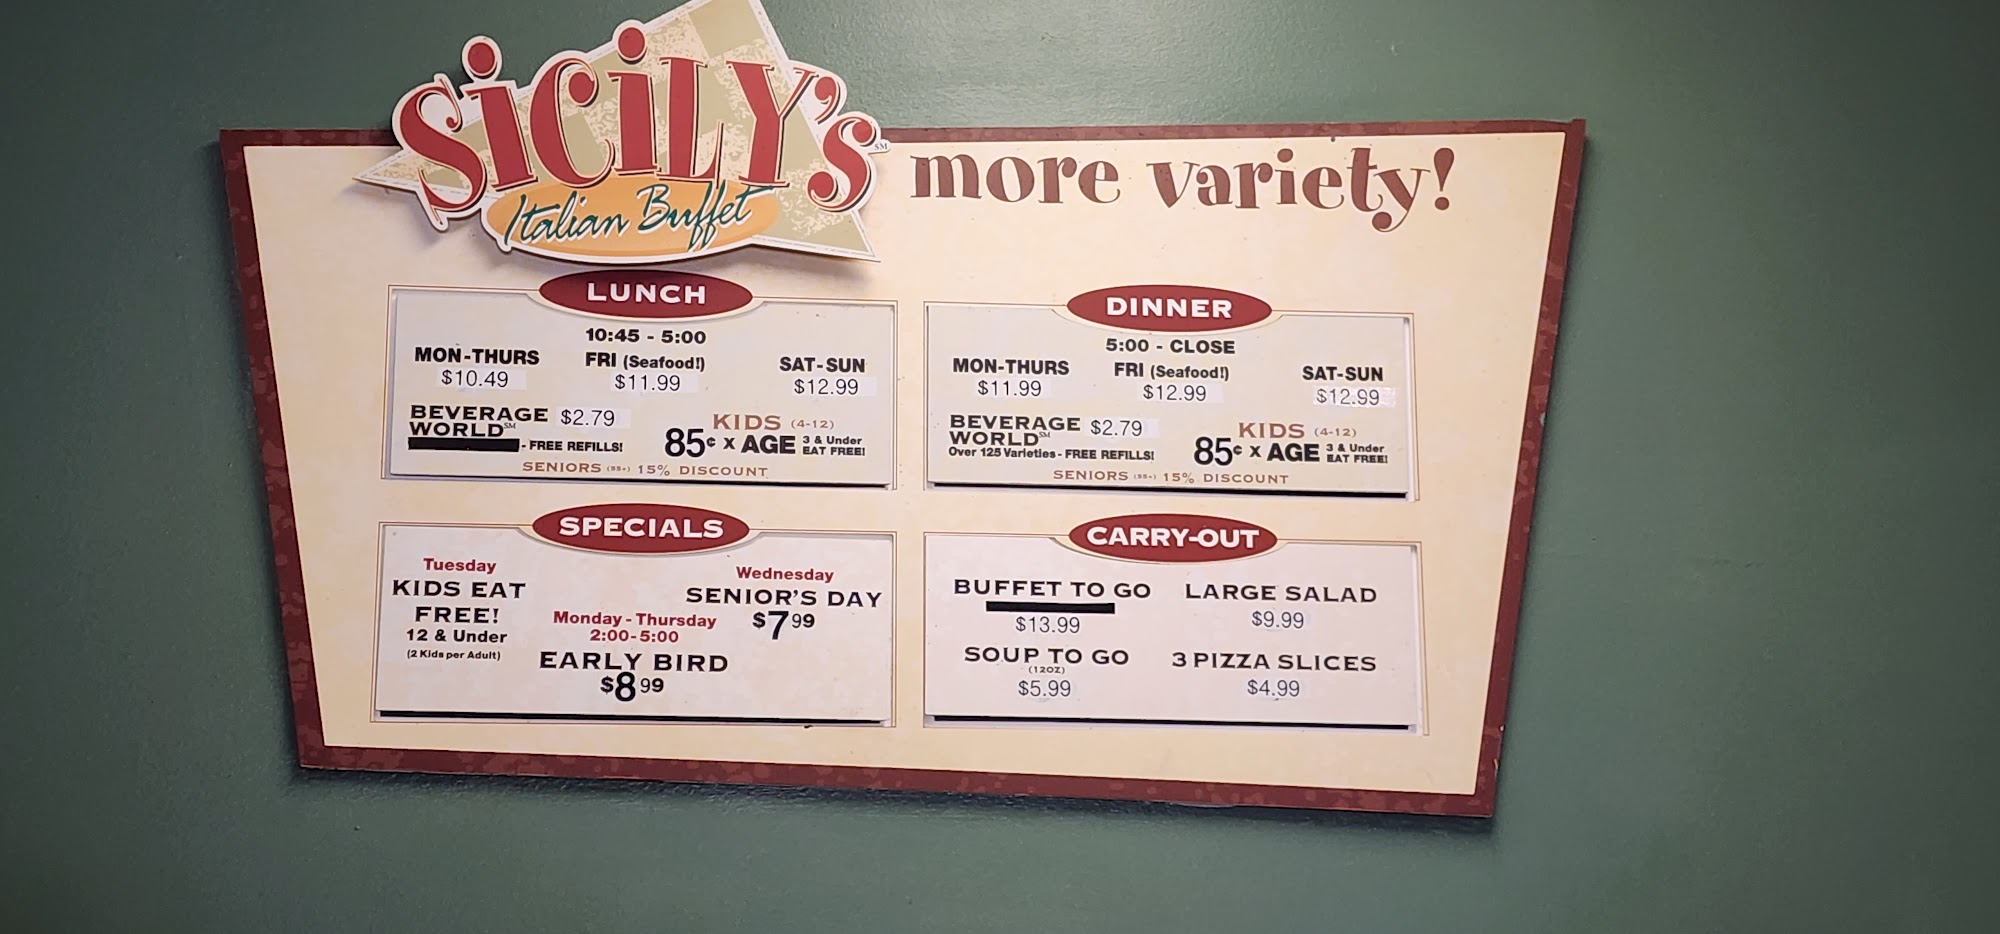 SiCiLY's SM
Italian Buffet
more variety!
LUNCH
10:45 - 5:00
MON-THURS FRI (Seafood!) SAT-SUN
$10.49 $11.99 $12.99
BEVERAGE WORLD SM $2.79
- FREE REFILLS!
KIDS (4-12)
85¢ x AGE 3 & Under EAT FREE!
SENIORS (55+) 15% DISCOUNT
DINNER
5:00 - CLOSE
MON-THURS FRI (Seafood!) SAT-SUN
$11.99 $12.99 $12.99
BEVERAGE WORLD SM $2.79
Over 125 Varieties - FREE REFILLS!
KIDS (4-12)
85¢ x AGE 3 & Under EAT FREE!
SENIORS (55+) 15% DISCOUNT
SPECIALS
Tuesday
KIDS EAT
FREE!
12 & Under
(2 Kids per Adult)
Monday - Thursday
2:00-5:00
EARLY BIRD
$8.99
Wednesday
SENIOR'S DAY
$7.99
CARRY-OUT
BUFFET TO GO
$13.99
LARGE SALAD
$9.99
SOUP TO GO
(12OZ)
$5.99
3 PIZZA SLICES
$4.99